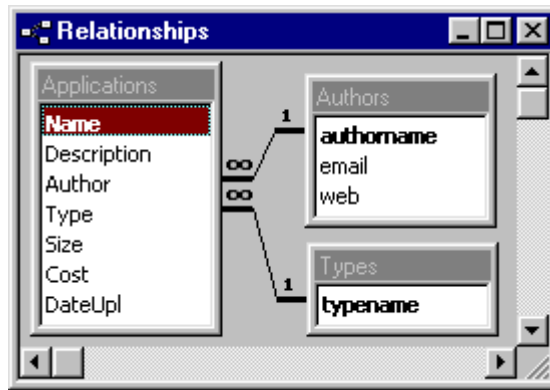 Relationships
Applications
Name
Description
Author
Type
Size
Cost
DateUpl
∞
∞
1
1
Authors
authorname
email
web
Types
typename